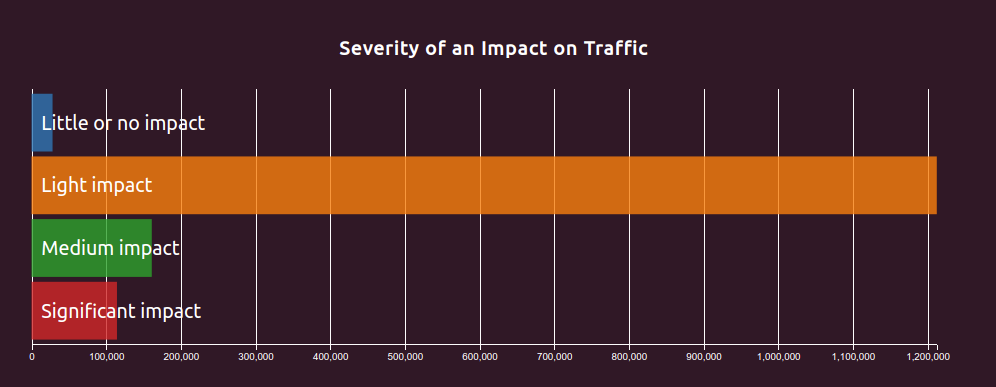 Severity of an Impact on Traffic
Little or no impact
Light impact
Medium impact
Significant impact
0 100,000 200,000 300,000 400,000 500,000 600,000 700,000 800,000 900,000 1,000,000 1,100,000 1,200,000